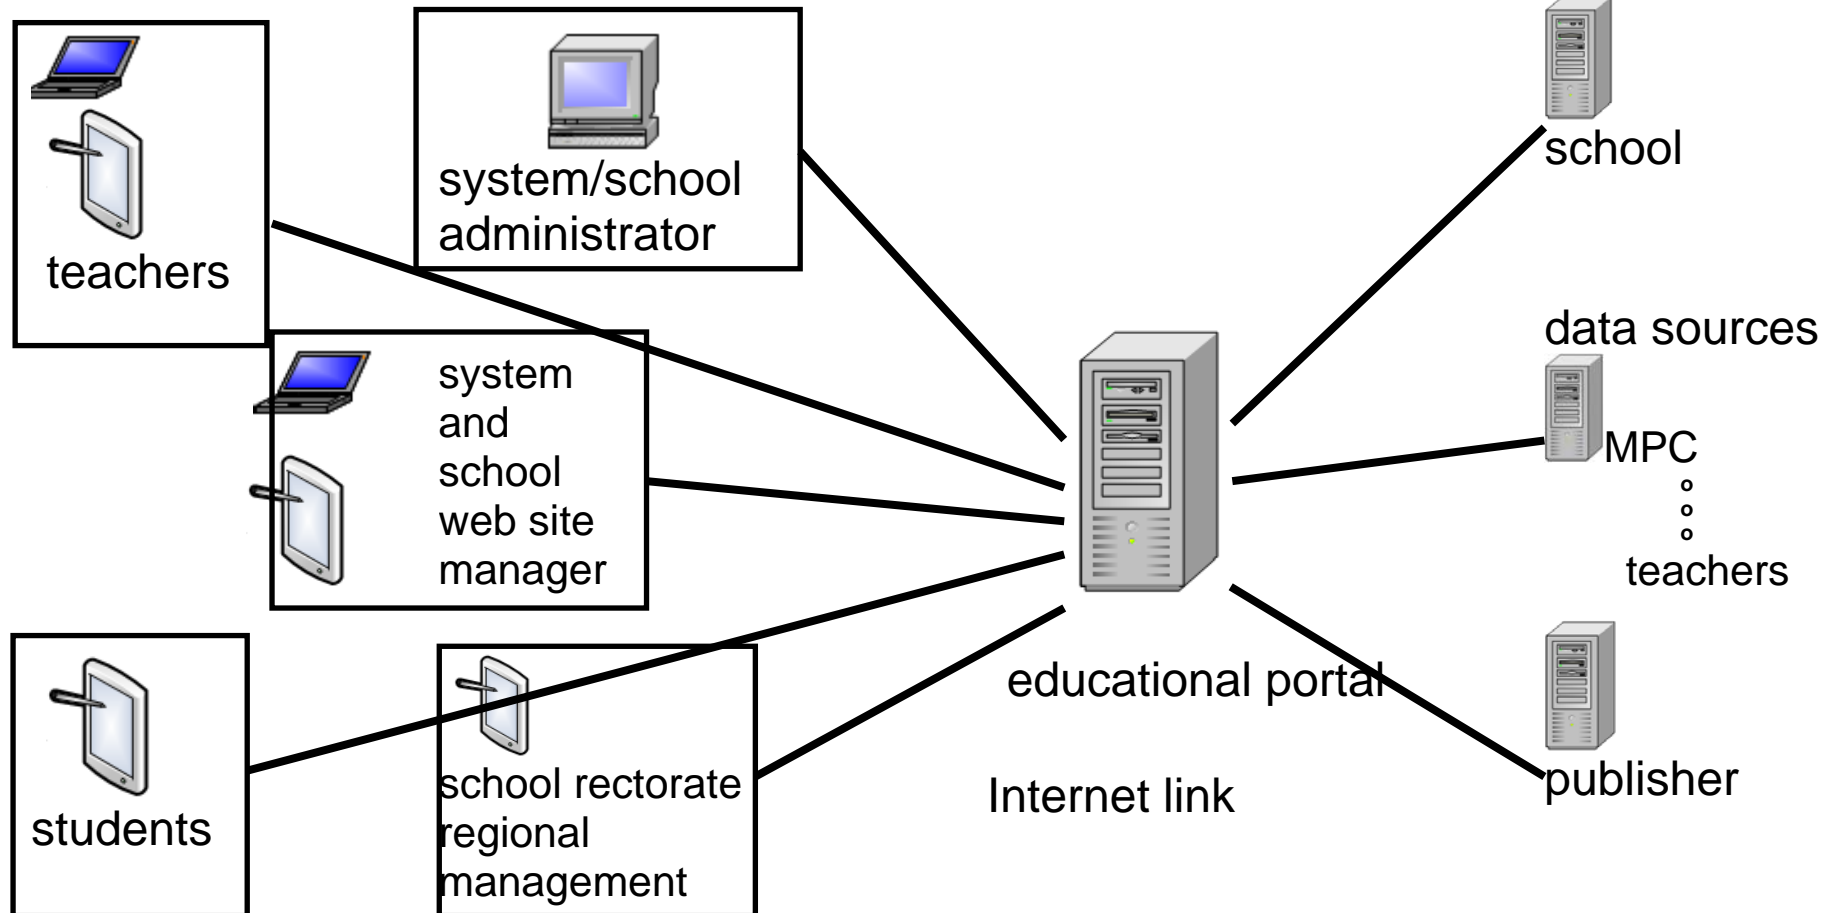 teachers
system/school
administrator
system
and
school
web site
manager
students
school rectorate
regional
management
educational portal
Internet link
school
data sources
MPC
o
o
o
teachers
publisher